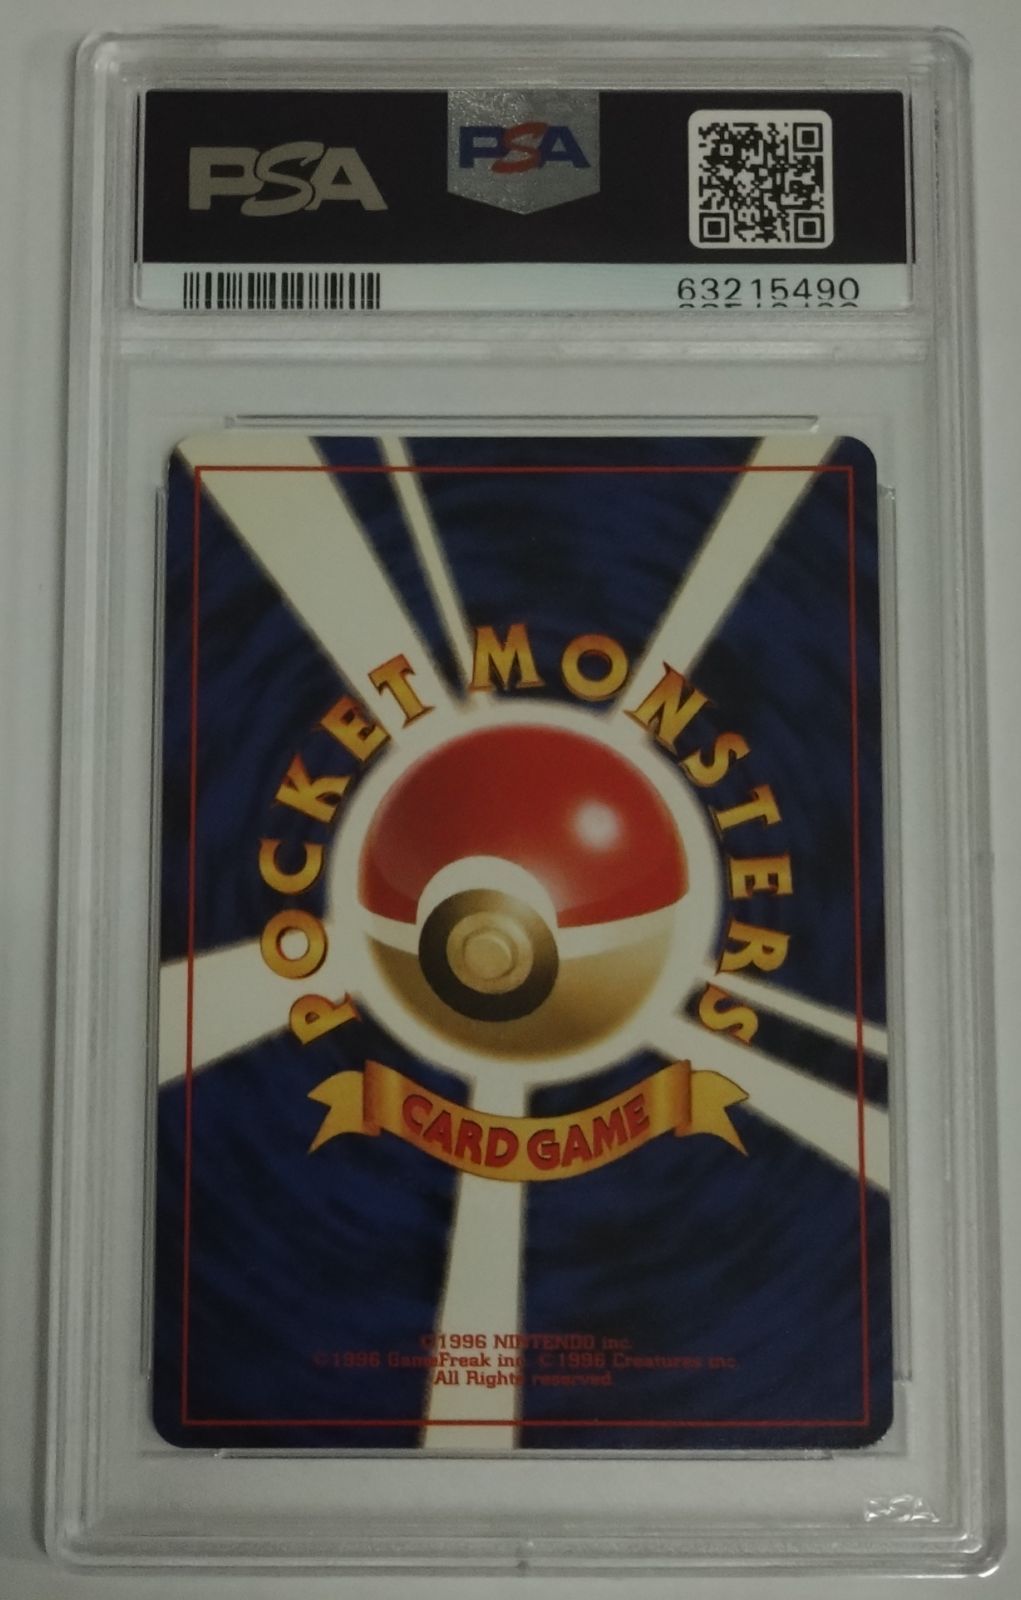 PSA
PSA
63215490
POCKET MONSTERS
CARD GAME
©1996 NINTENDO inc.
©1996 GameFreak inc. ©1996 Creatures inc.
All Rights reserved.
PSA